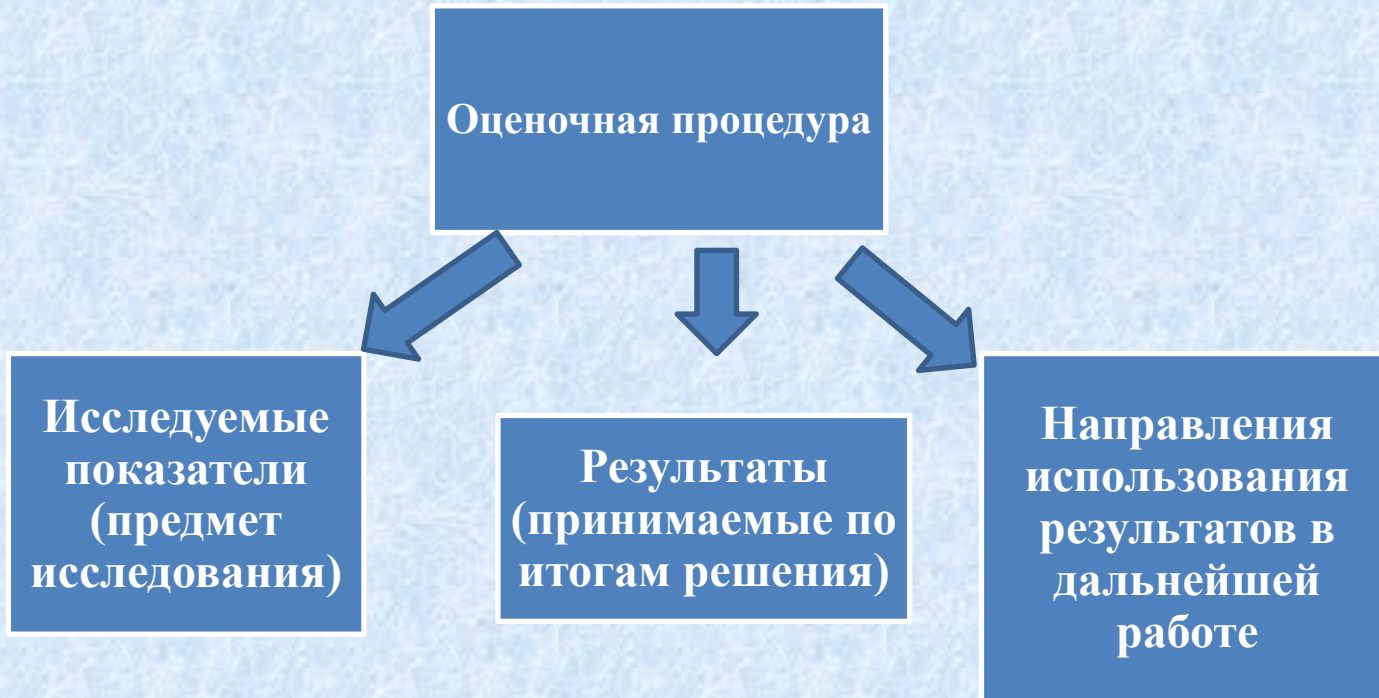 Оценочная процедура
Исследуемые
показатели
(предмет
исследования)
Результаты
(принимаемые по
итогам решения)
Направления
использования
результатов в
дальнейшей
работе